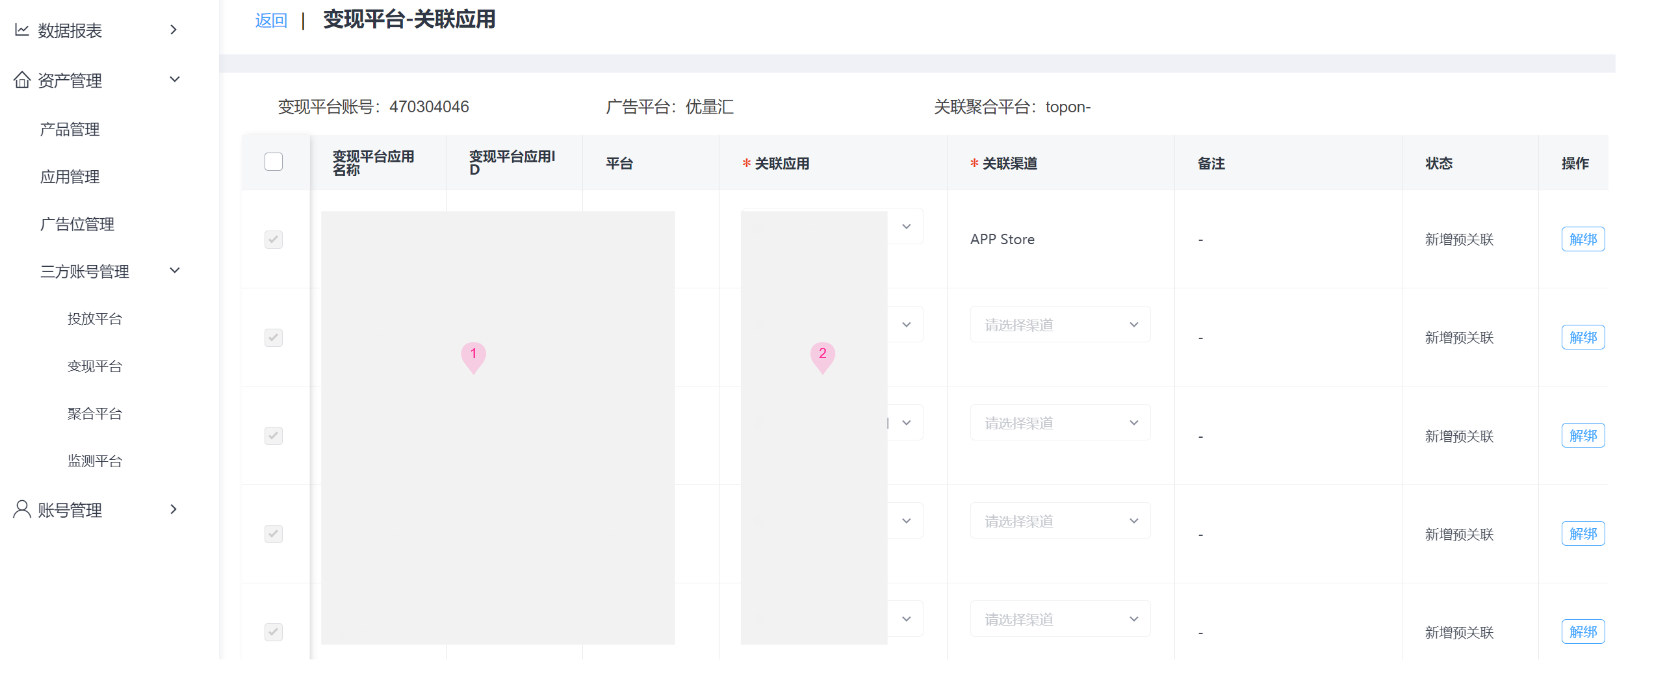 数据报表
资产管理
产品管理
应用管理
广告位管理
三方账号管理
投放平台
变现平台
聚合平台
监测平台
账号管理
返回 | 变现平台-关联应用
变现平台账号：470304046 广告平台：优量汇 关联聚合平台：topon-
变现平台应用名称 变现平台应用ID 平台 * 关联应用 * 关联渠道 备注 状态 操作
APP Store - 新增预关联 解绑
请选择渠道 - 新增预关联 解绑
1 2
请选择渠道 - 新增预关联 解绑
请选择渠道 - 新增预关联 解绑
请选择渠道 - 新增预关联 解绑